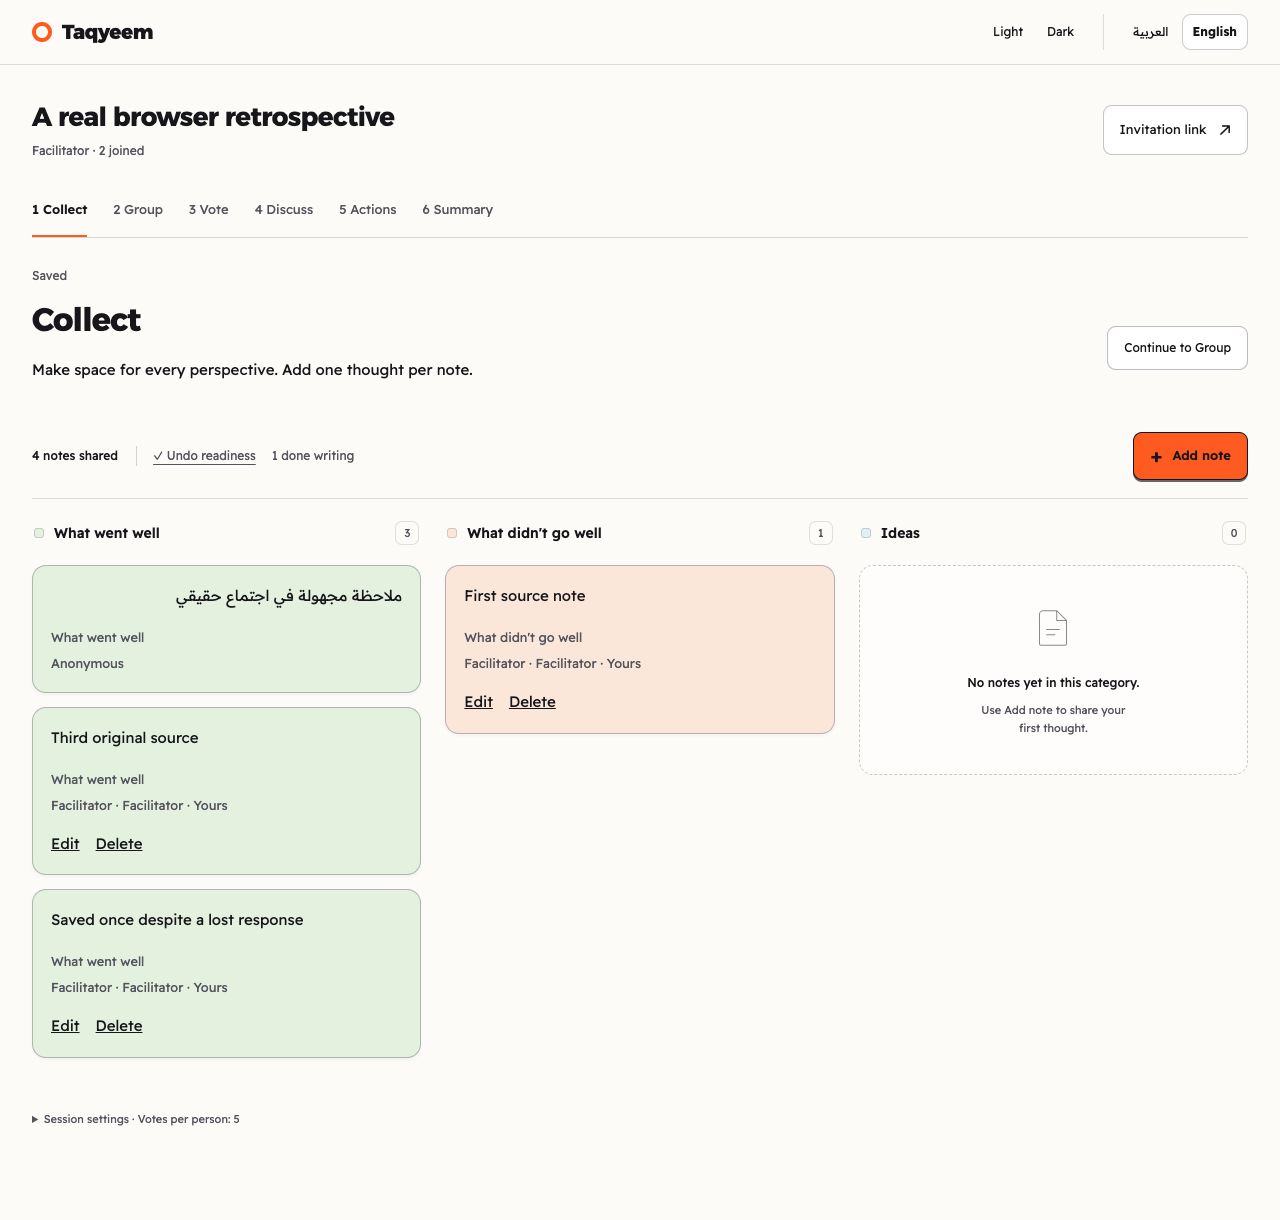 Taqyeem
Light Dark العربية English
A real browser retrospective
Facilitator · 2 joined
Invitation link
1 Collect 2 Group 3 Vote 4 Discuss 5 Actions 6 Summary
Saved
Collect
Make space for every perspective. Add one thought per note.
Continue to Group
4 notes shared ✓ Undo readiness 1 done writing
+ Add note
What went well 3
ملاحظة مجهولة في اجتماع حقيقي
What went well
Anonymous
Third original source
What went well
Facilitator · Facilitator · Yours
Edit Delete
Saved once despite a lost response
What went well
Facilitator · Facilitator · Yours
Edit Delete
What didn't go well 1
First source note
What didn't go well
Facilitator · Facilitator · Yours
Edit Delete
Ideas 0
No notes yet in this category.
Use Add note to share your
first thought.
Session settings · Votes per person: 5